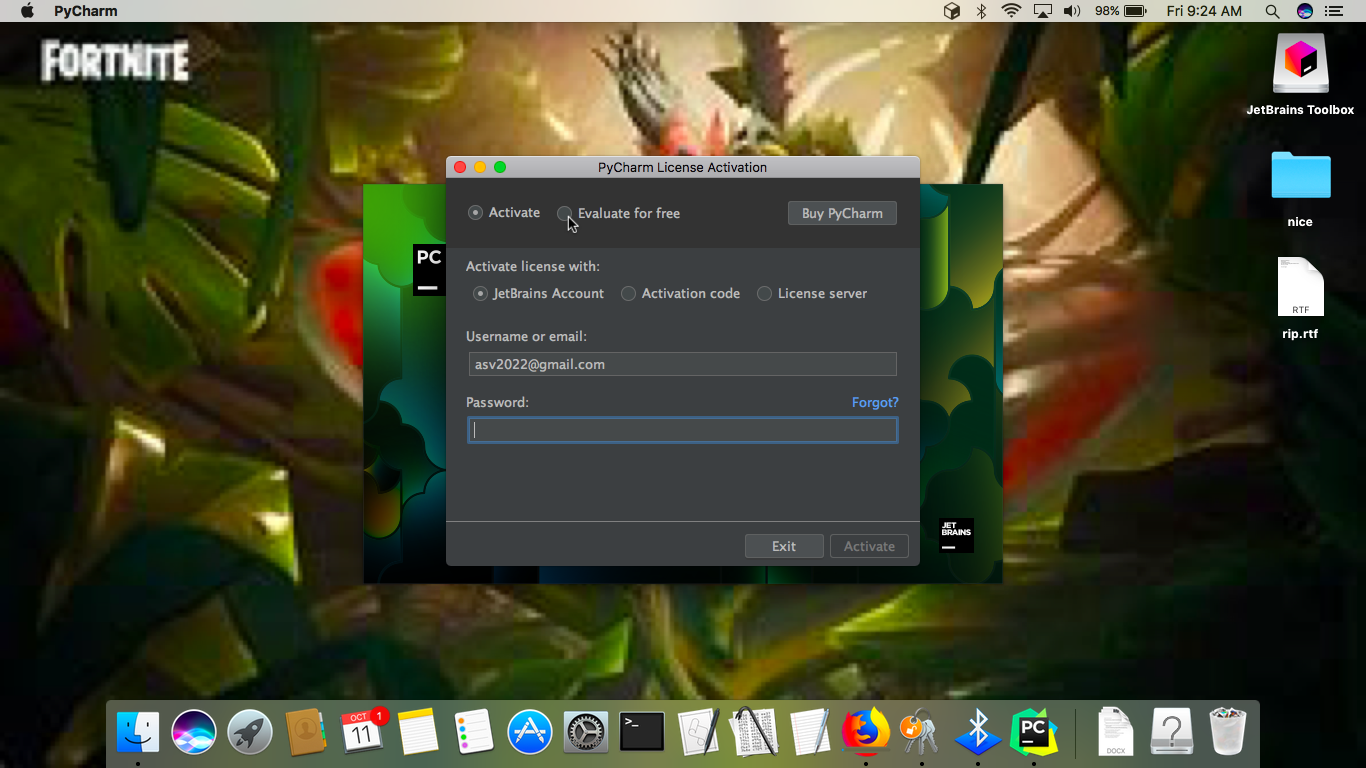 PyCharm
98%
Fri 9:24 AM
FORTNITE
JetBrains Toolbox
nice
RTF
rip.rtf
PyCharm License Activation
Activate
Evaluate for free
Buy PyCharm
PC
Activate license with:
JetBrains Account
Activation code
License server
Username or email:
asv2022@gmail.com
Password:
Forgot?
JET
BRAINS
Exit
Activate
OCT
1
11
>_
PC
DOCX
?